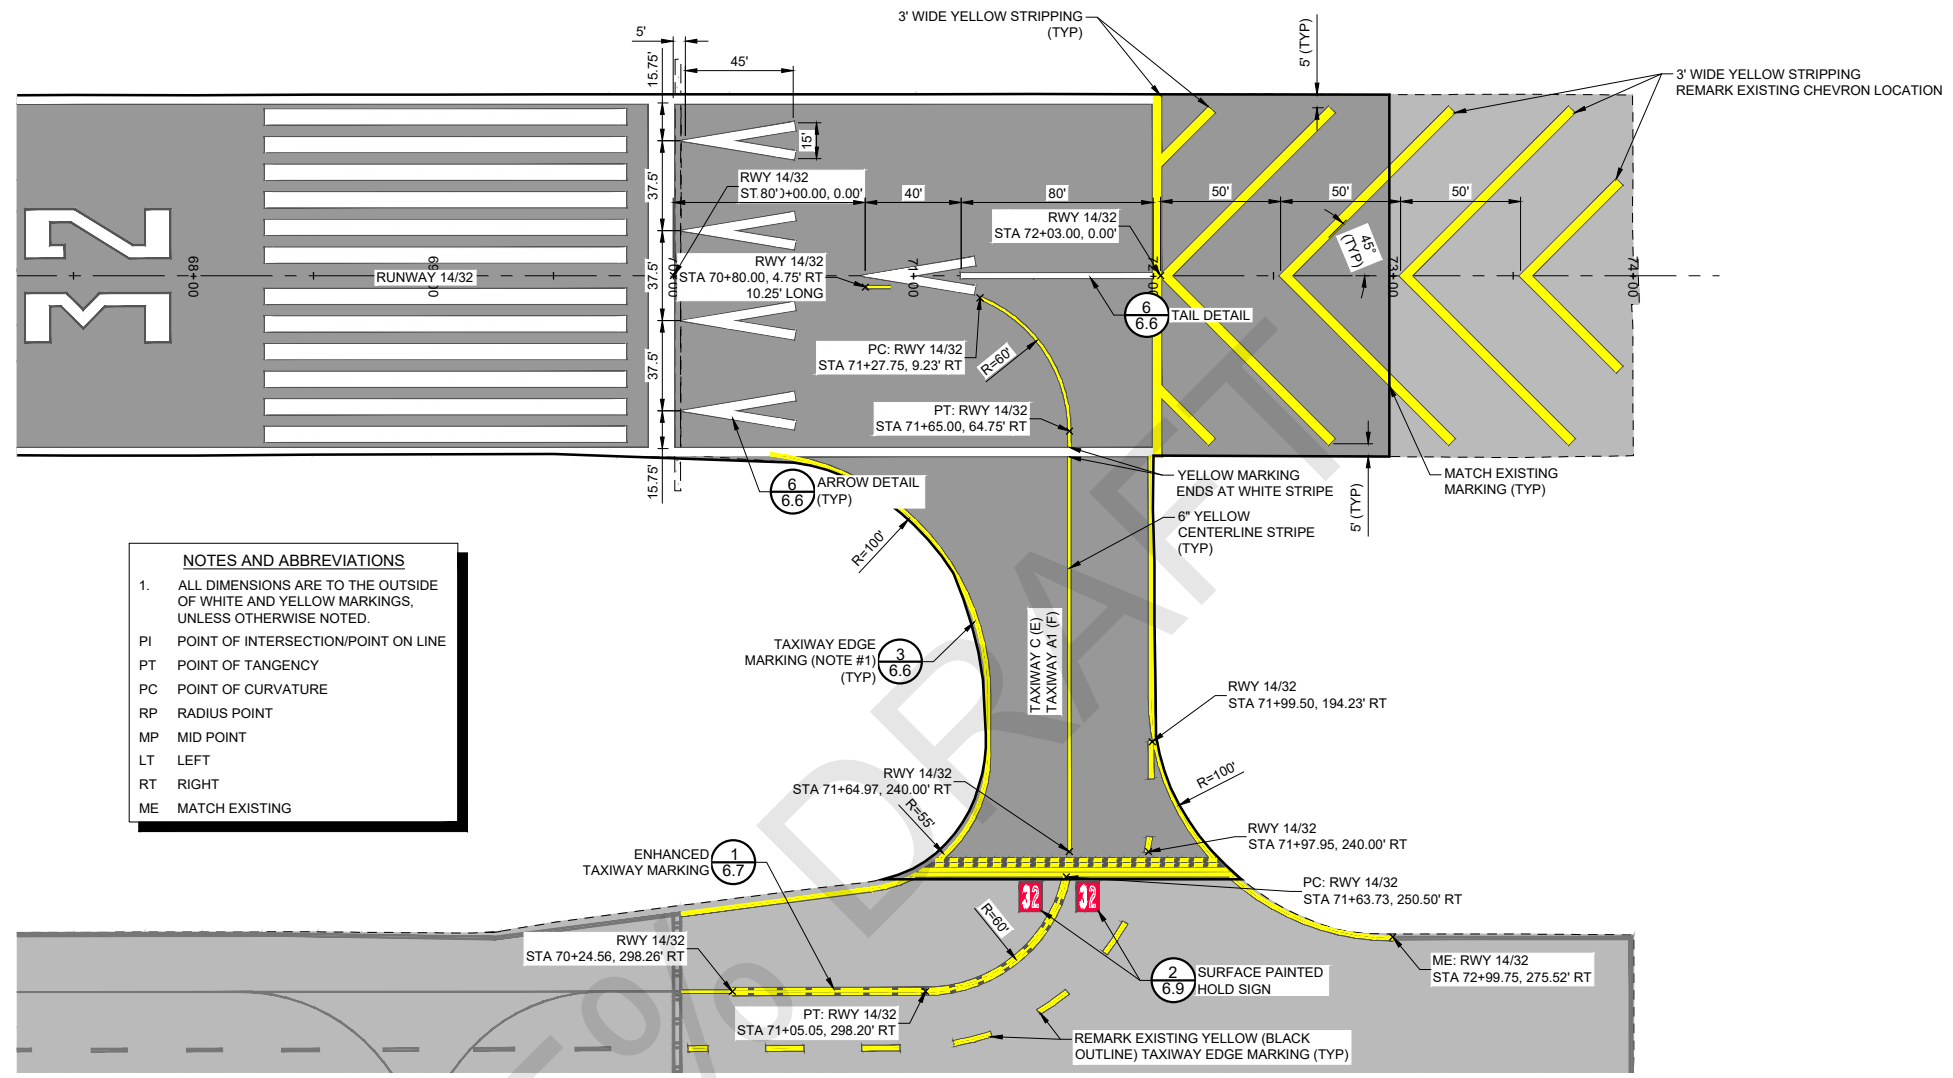 3' WIDE YELLOW STRIPPING
(TYP)
5' (TYP)
3' WIDE YELLOW STRIPPING
REMARK EXISTING CHEVRON LOCATION
5'
15.75'
45'
15'
37.5'
37.5'
37.5'
37.5'
15.75'
RWY 14/32
80'
40'
80'
50'
50'
50'
RWY 14/32
STA 72+03.00, 0.00'
45°
(TYP)
32
68+00
RUNWAY 14/32
71+00
73+00
74+00
RWY 14/32
STA 70+80.00, 4.75' RT
10.25' LONG
6
6.6
TAIL DETAIL
PC: RWY 14/32
STA 71+27.75, 9.23' RT
R=60'
PT: RWY 14/32
STA 71+65.00, 64.75' RT
6
6.6
ARROW DETAIL
(TYP)
YELLOW MARKING
ENDS AT WHITE STRIPE
MATCH EXISTING
MARKING (TYP)
5' (TYP)
6" YELLOW
CENTERLINE STRIPE
(TYP)
R=100'
NOTES AND ABBREVIATIONS
1. ALL DIMENSIONS ARE TO THE OUTSIDE
OF WHITE AND YELLOW MARKINGS,
UNLESS OTHERWISE NOTED.
PI POINT OF INTERSECTION/POINT ON LINE
PT POINT OF TANGENCY
PC POINT OF CURVATURE
RP RADIUS POINT
MP MID POINT
LT LEFT
RT RIGHT
ME MATCH EXISTING
TAXIWAY EDGE
MARKING (NOTE #1)
(TYP)
3
6.6
TAXIWAY C (E)
TAXIWAY A1 (F)
RWY 14/32
STA 71+99.50, 194.23' RT
RWY 14/32
STA 71+64.97, 240.00' RT
R=55'
R=100'
RWY 14/32
STA 71+97.95, 240.00' RT
ENHANCED
TAXIWAY MARKING
1
6.7
PC: RWY 14/32
STA 71+63.73, 250.50' RT
32
32
R=60'
RWY 14/32
STA 70+24.56, 298.26' RT
2
6.9
SURFACE PAINTED
HOLD SIGN
ME: RWY 14/32
STA 72+99.75, 275.52' RT
PT: RWY 14/32
STA 71+05.05, 298.20' RT
REMARK EXISTING YELLOW (BLACK
OUTLINE) TAXIWAY EDGE MARKING (TYP)
% DRAFT